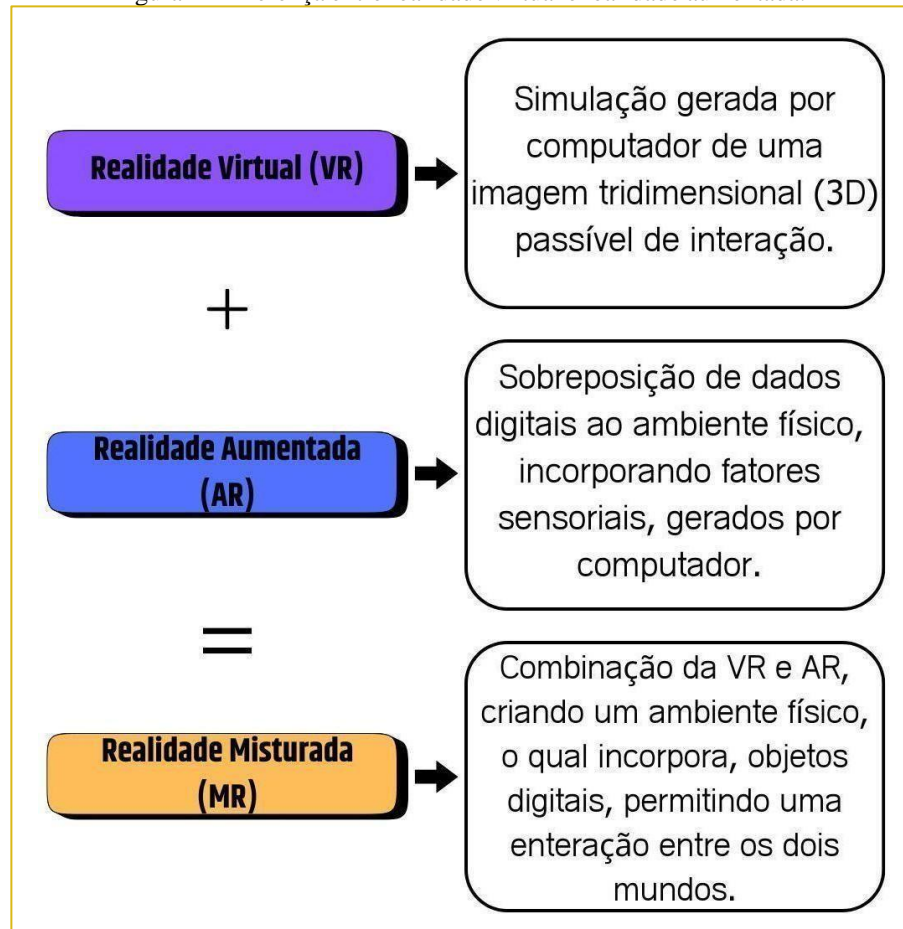 Realidade Virtual (VR)
Simulação gerada por
computador de uma
imagem tridimensional (3D)
passível de interação.
+
Realidade Aumentada
(AR)
Sobreposição de dados
digitais ao ambiente físico,
incorporando fatores
sensoriais, gerados por
computador.
=
Realidade Misturada
(MR)
Combinação da VR e AR,
criando um ambiente físico,
o qual incorpora, objetos
digitais, permitindo uma
enteração entre os dois
mundos.